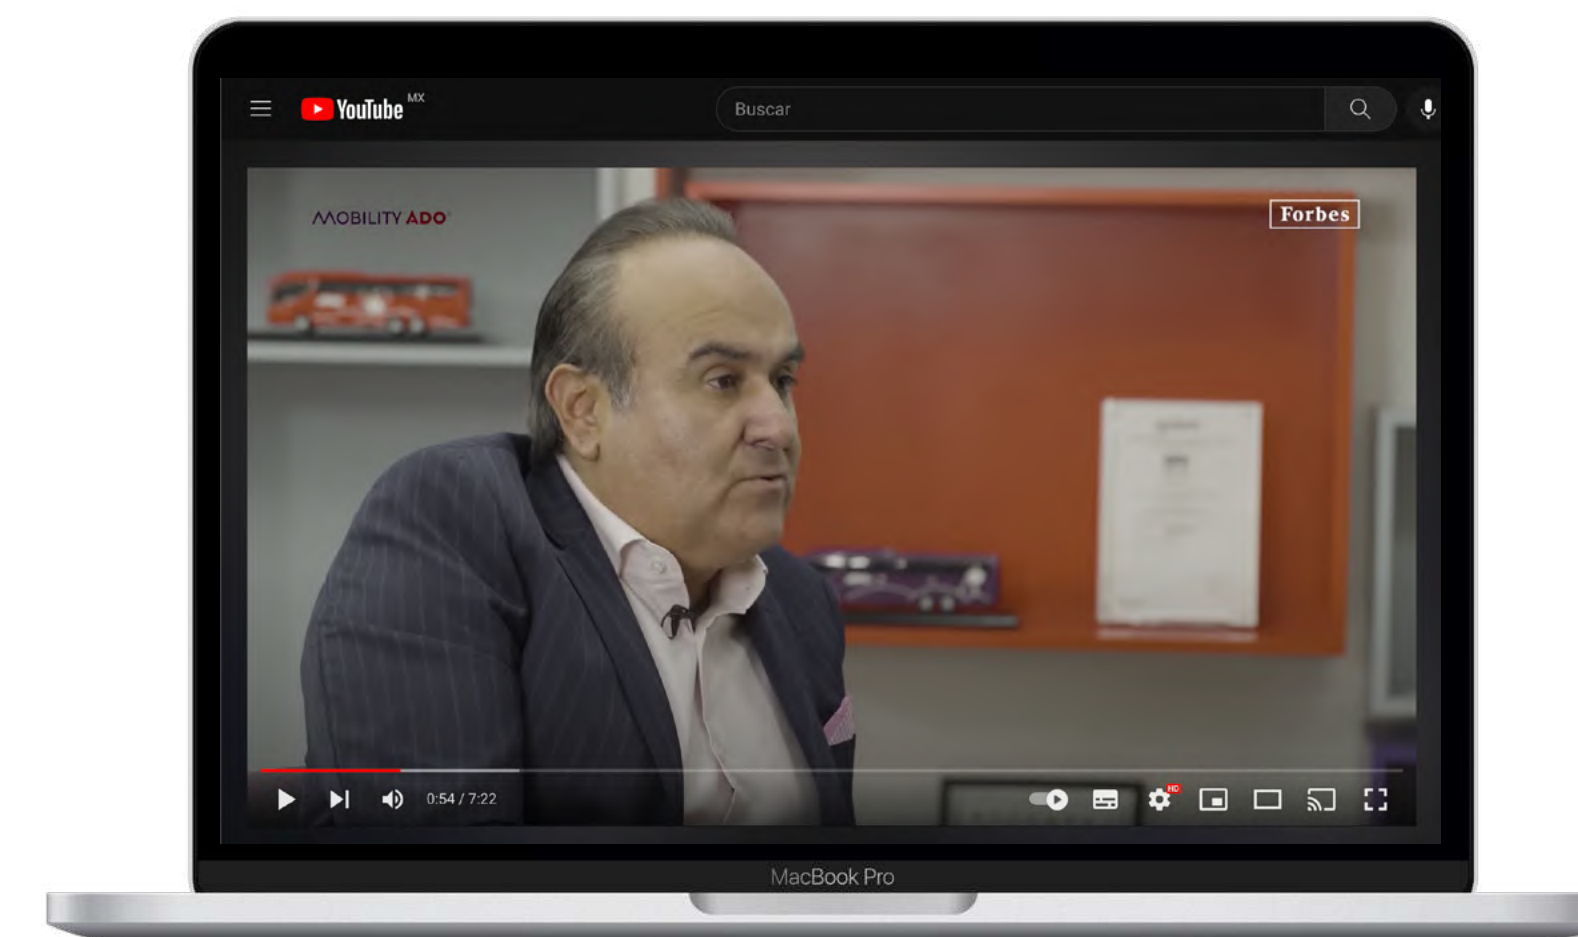 YouTube MX
Buscar
MOBILITY ADO
Forbes
0:54 / 7:22
HD
MacBook Pro